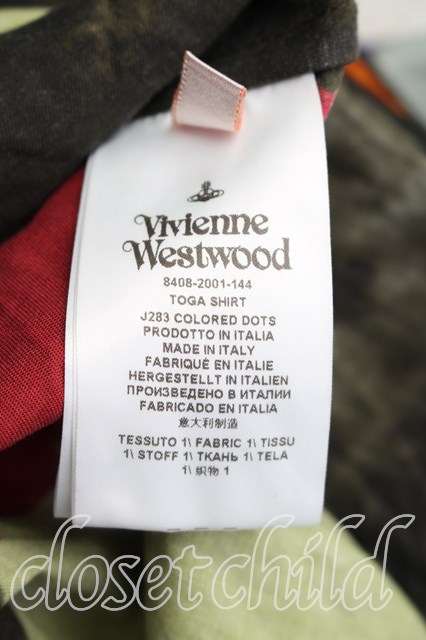 Vivienne
Westwood
8408-2001-144
TOGA SHIRT
J283 COLORED DOTS
PRODOTTO IN ITALIA
MADE IN ITALY
FABRIQUÉ EN ITALIE
HERGESTELLT IN ITALIEN
ПРОИЗВЕДЕНО В ИТАЛИИ
FABRICADO EN ITALIA
意大利制造
TESSUTO 1\ FABRIC 1\ TISSU
1\ STOFF 1\ ТКАНЬ 1\ TELA
1\ 织物 1
closet child